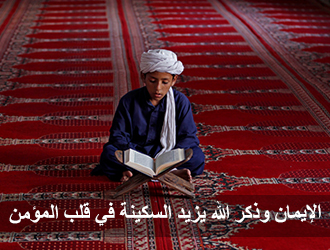 الإيمان وذكر الله يزيد السكينة في قلب المؤمن